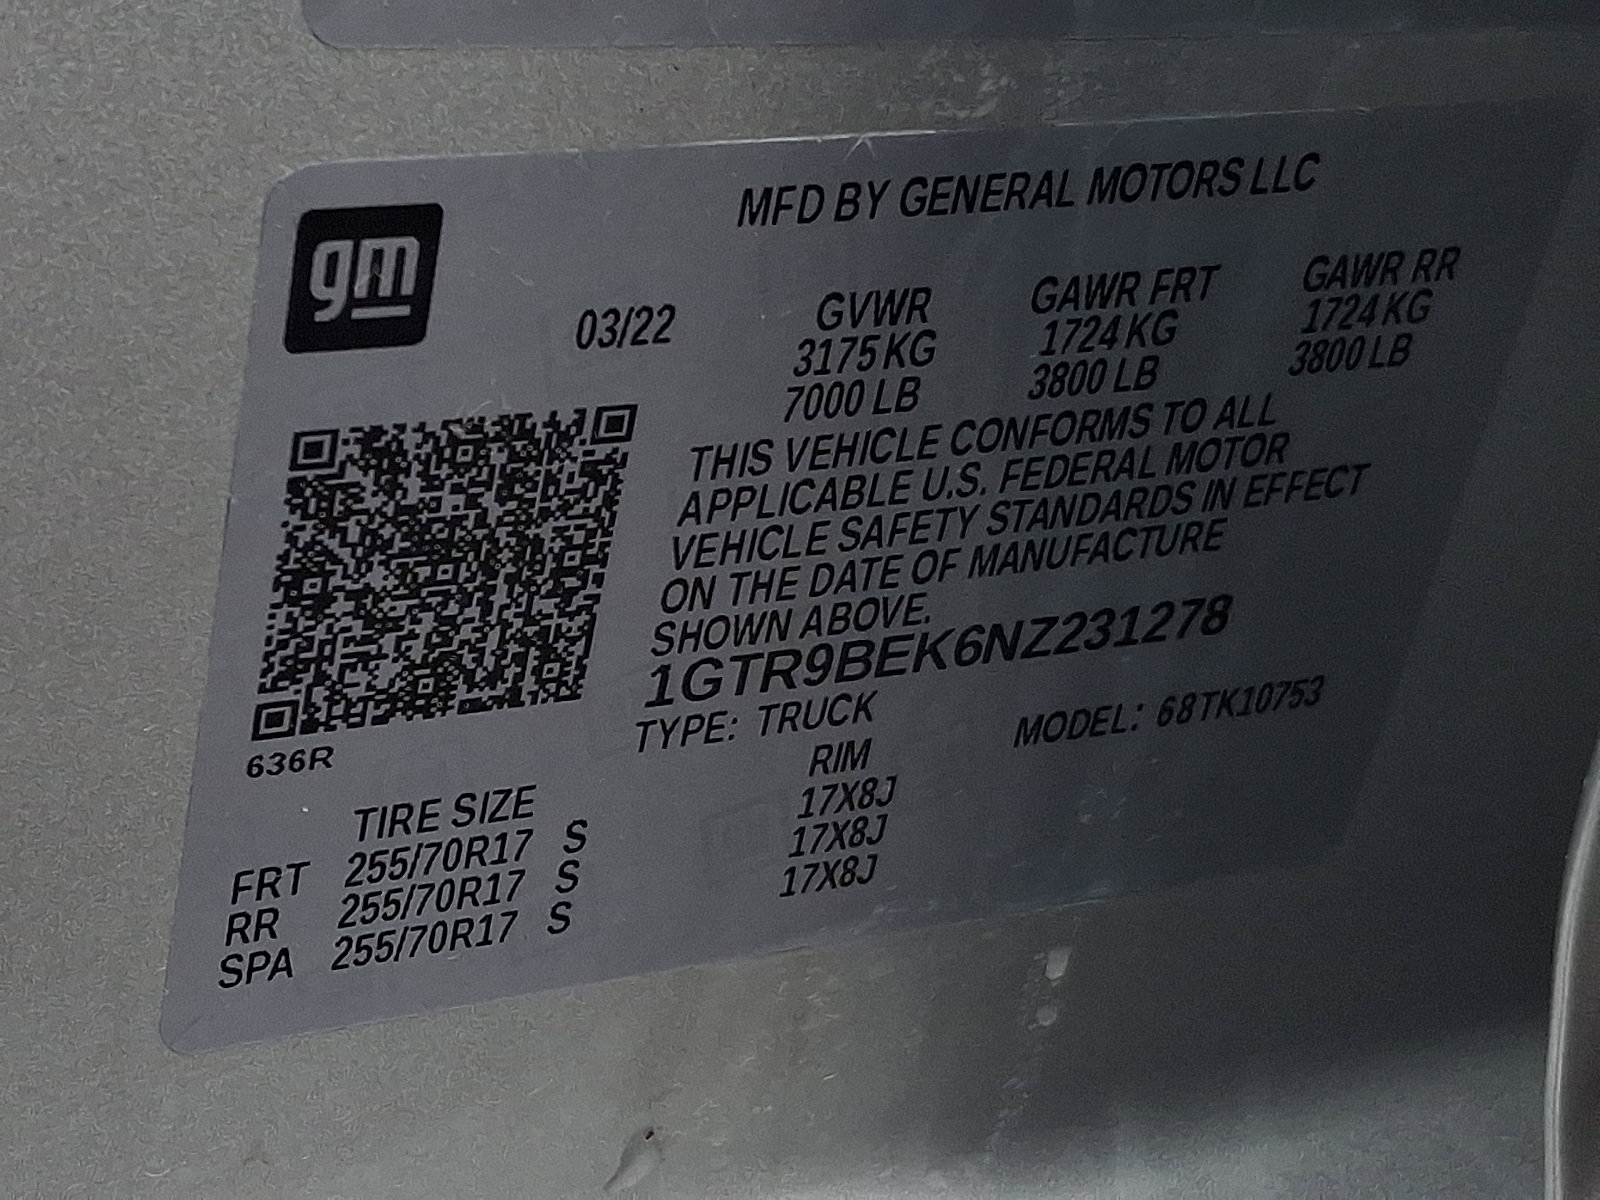 gm
MFD BY GENERAL MOTORS LLC
03/22
GVWR GAWR FRT GAWR RR
3175 KG 1724 KG 1724 KG
7000 LB 3800 LB 3800 LB
THIS VEHICLE CONFORMS TO ALL
APPLICABLE U.S. FEDERAL MOTOR
VEHICLE SAFETY STANDARDS IN EFFECT
ON THE DATE OF MANUFACTURE
SHOWN ABOVE.
1GTR9BEK6NZ231278
TYPE: TRUCK MODEL: 68TK10753
636R
TIRE SIZE RIM
FRT 255/70R17 S 17X8J
RR 255/70R17 S 17X8J
SPA 255/70R17 S 17X8J